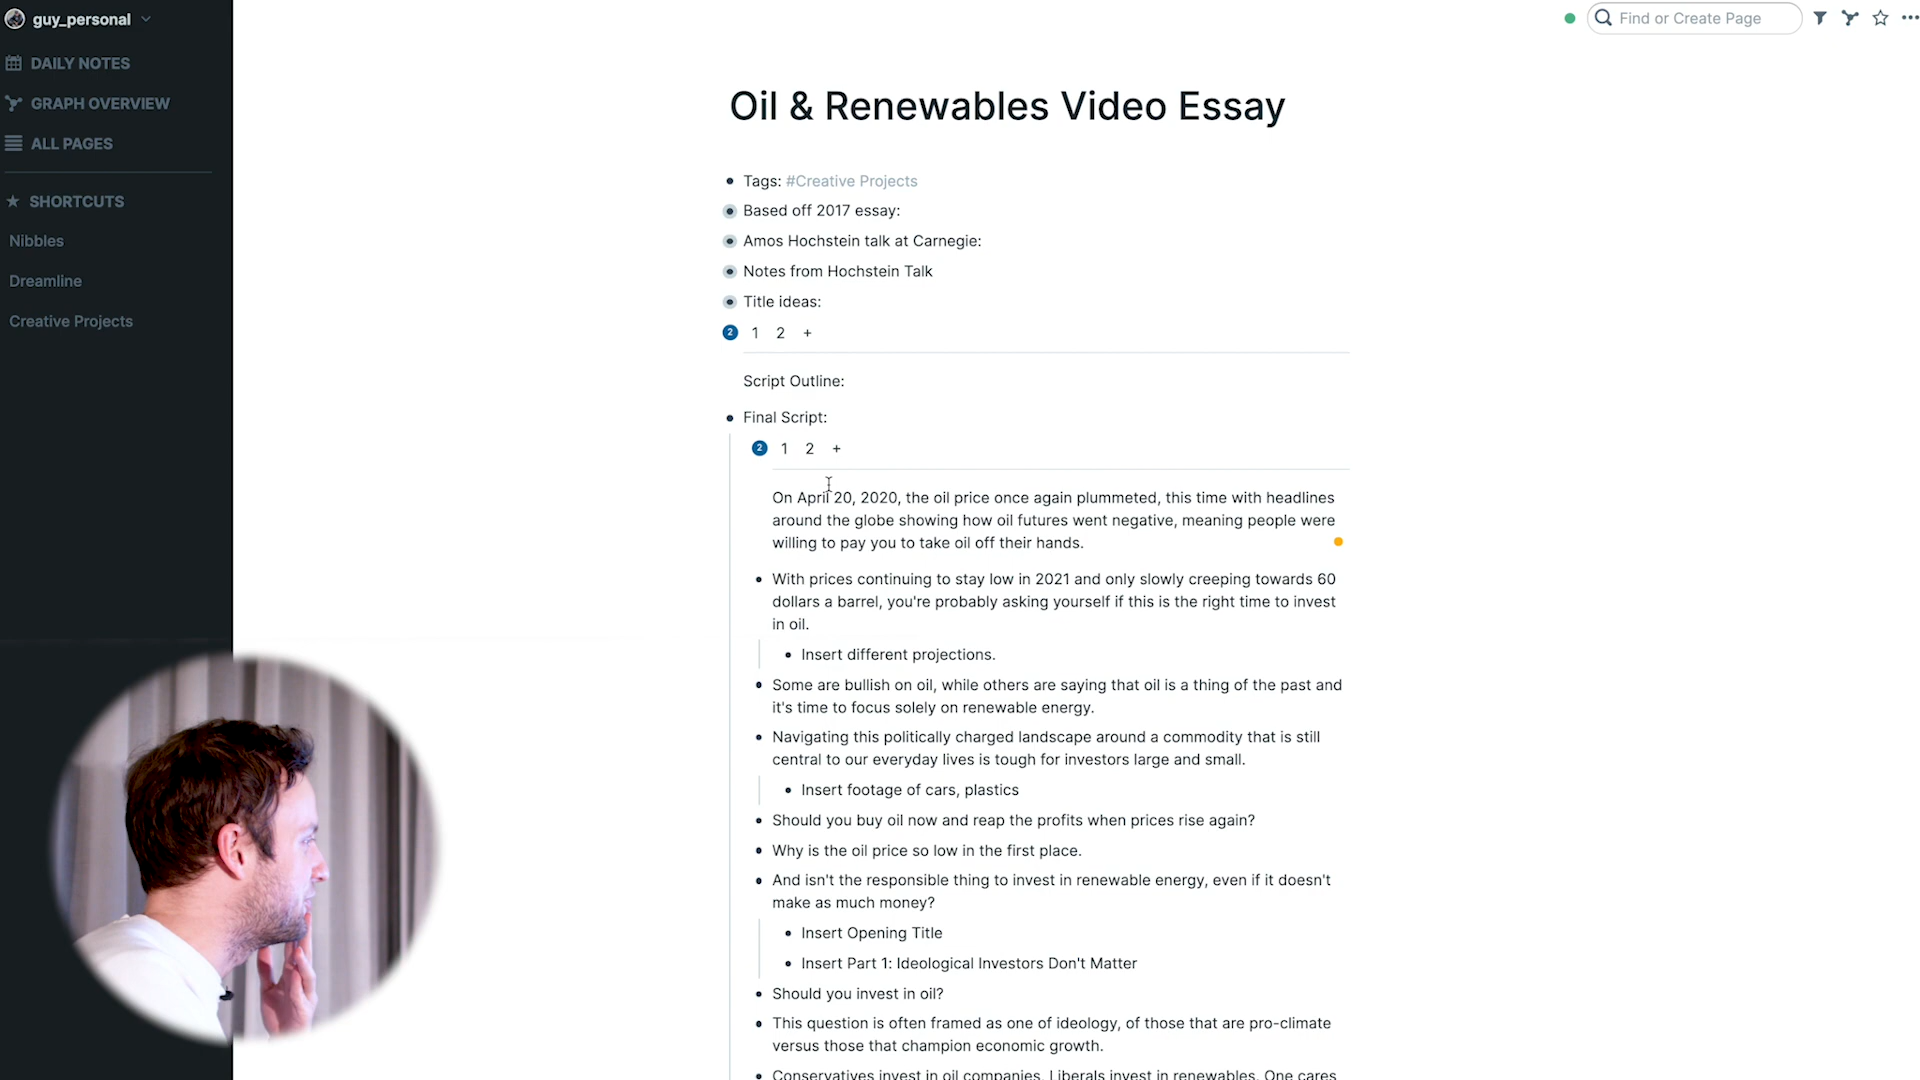 guy_personal
Find or Create Page
DAILY NOTES
GRAPH OVERVIEW
ALL PAGES
SHORTCUTS
Nibbles
Dreamline
Creative Projects
Oil & Renewables Video Essay
Tags: #Creative Projects
Based off 2017 essay:
Amos Hochstein talk at Carnegie:
Notes from Hochstein Talk
Title ideas:
2 1 2 +
Script Outline:
Final Script:
2 1 2 +
On April 20, 2020, the oil price once again plummeted, this time with headlines
around the globe showing how oil futures went negative, meaning people were
willing to pay you to take oil off their hands.
With prices continuing to stay low in 2021 and only slowly creeping towards 60
dollars a barrel, you're probably asking yourself if this is the right time to invest
in oil.
Insert different projections.
Some are bullish on oil, while others are saying that oil is a thing of the past and
it's time to focus solely on renewable energy.
Navigating this politically charged landscape around a commodity that is still
central to our everyday lives is tough for investors large and small.
Insert footage of cars, plastics
Should you buy oil now and reap the profits when prices rise again?
Why is the oil price so low in the first place.
And isn't the responsible thing to invest in renewable energy, even if it doesn't
make as much money?
Insert Opening Title
Insert Part 1: Ideological Investors Don't Matter
Should you invest in oil?
This question is often framed as one of ideology, of those that are pro-climate
versus those that champion economic growth.
Conservatives invest in oil companies. Liberals invest in renewables. One cares